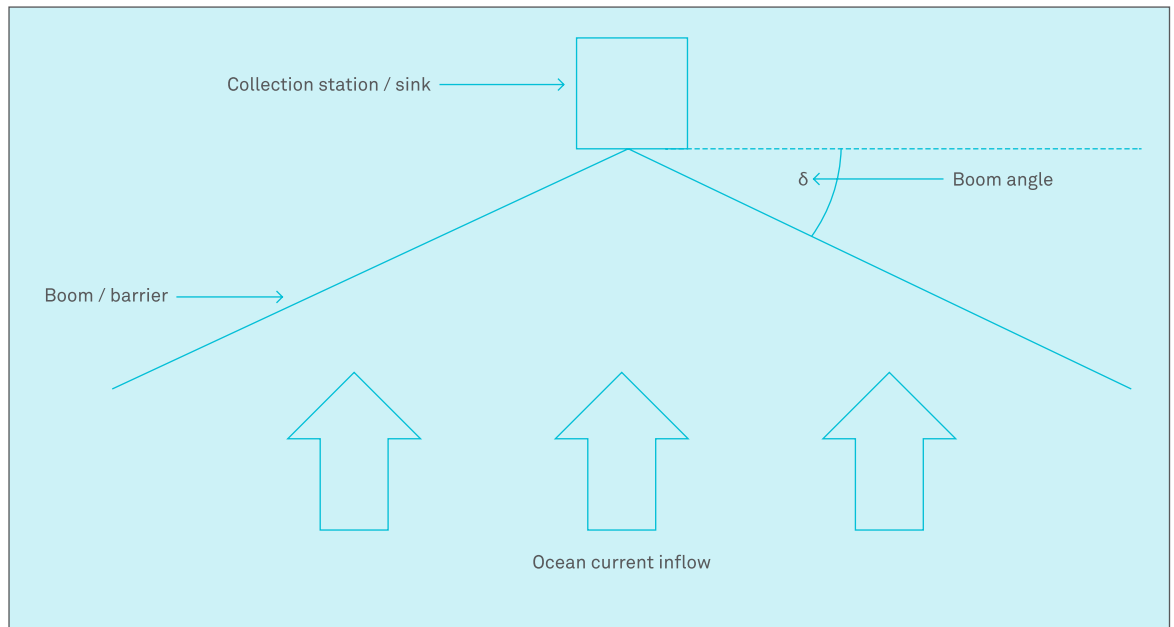 Collection station / sink
δ
Boom angle
Boom / barrier
Ocean current inflow